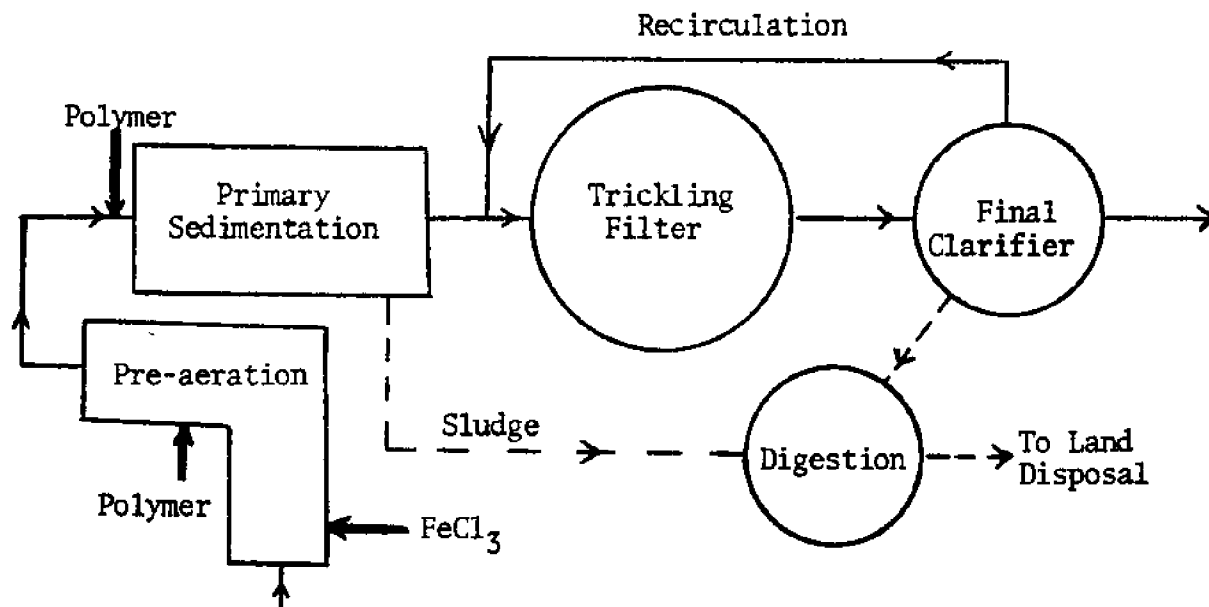 Recirculation
Polymer
Primary
Sedimentation
Trickling
Filter
Final
Clarifier
Pre-aeration
Polymer
FeCl₃
Sludge
Digestion
To Land
Disposal